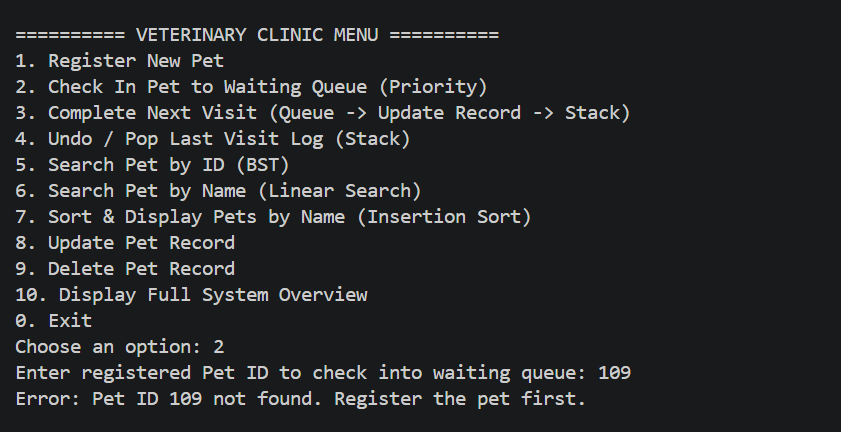 ========== VETERINARY CLINIC MENU ==========
1. Register New Pet
2. Check In Pet to Waiting Queue (Priority)
3. Complete Next Visit (Queue -> Update Record -> Stack)
4. Undo / Pop Last Visit Log (Stack)
5. Search Pet by ID (BST)
6. Search Pet by Name (Linear Search)
7. Sort & Display Pets by Name (Insertion Sort)
8. Update Pet Record
9. Delete Pet Record
10. Display Full System Overview
0. Exit
Choose an option: 2
Enter registered Pet ID to check into waiting queue: 109
Error: Pet ID 109 not found. Register the pet first.